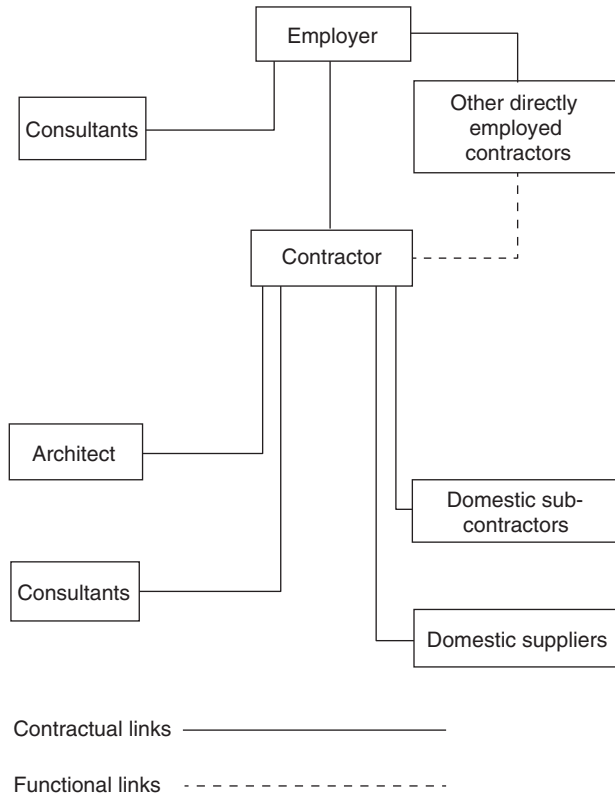 Employer
Consultants
Other directly
employed
contractors
Contractor
Architect
Domestic sub-
contractors
Consultants
Domestic suppliers
Contractual links
Functional links